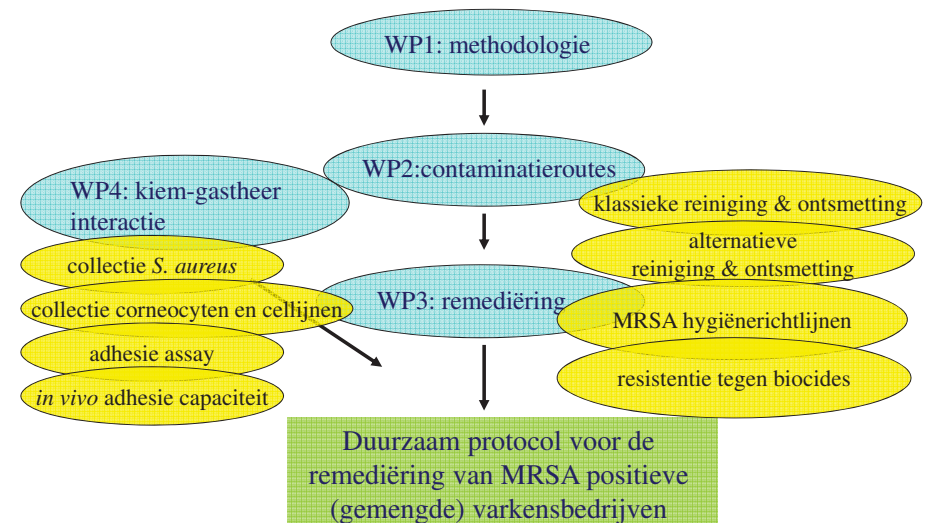 WP1: methodologie
WP2:contaminatieroutes
WP4: kiem-gastheer
interactie
collectie S. aureus
collectie corneocyten en cellijnen
adhesie assay
in vivo adhesie capaciteit
WP3: remediëring
klassieke reiniging & ontsmetting
alternatieve
reiniging & ontsmetting
MRSA hygiënerichtlijnen
resistentie tegen biocides
Duurzaam protocol voor de
remediëring van MRSA positieve
(gemengde) varkensbedrijven